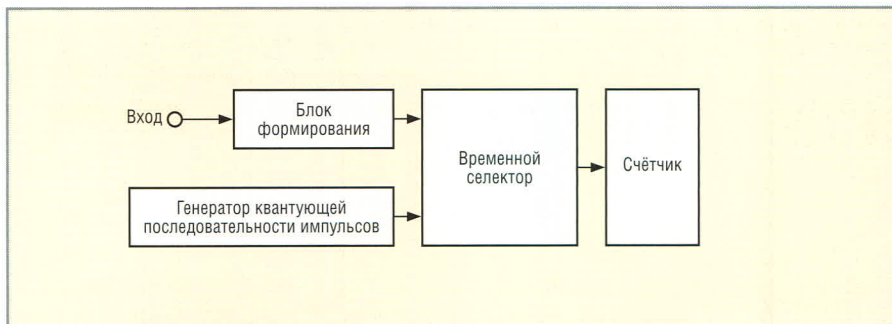 Вход
Блок
формирования
Генератор квантующей
последовательности импульсов
Временной
селектор
Счётчик